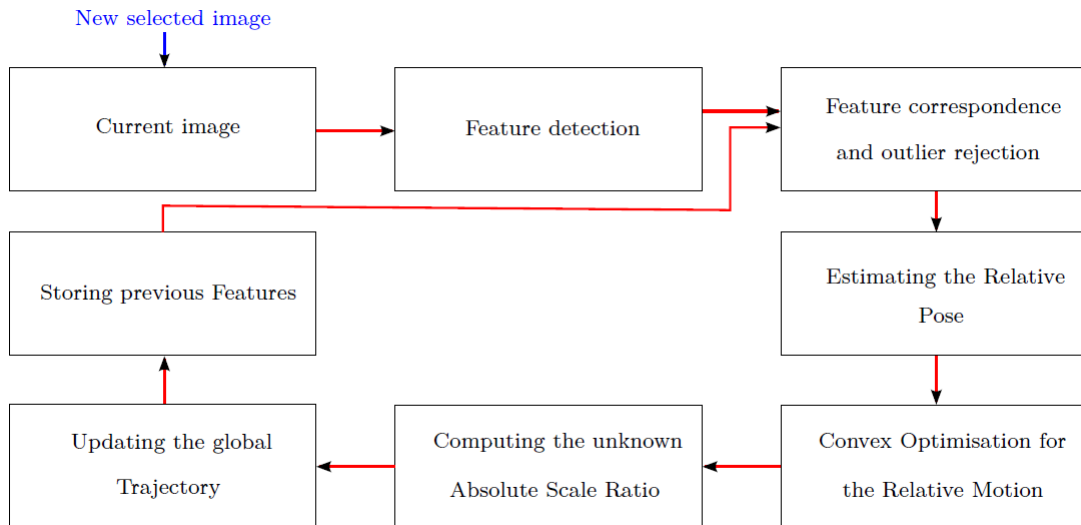 New selected image
Current image
Feature detection
Feature correspondence
and outlier rejection
Storing previous Features
Estimating the Relative
Pose
Updating the global
Trajectory
Computing the unknown
Absolute Scale Ratio
Convex Optimisation for
the Relative Motion